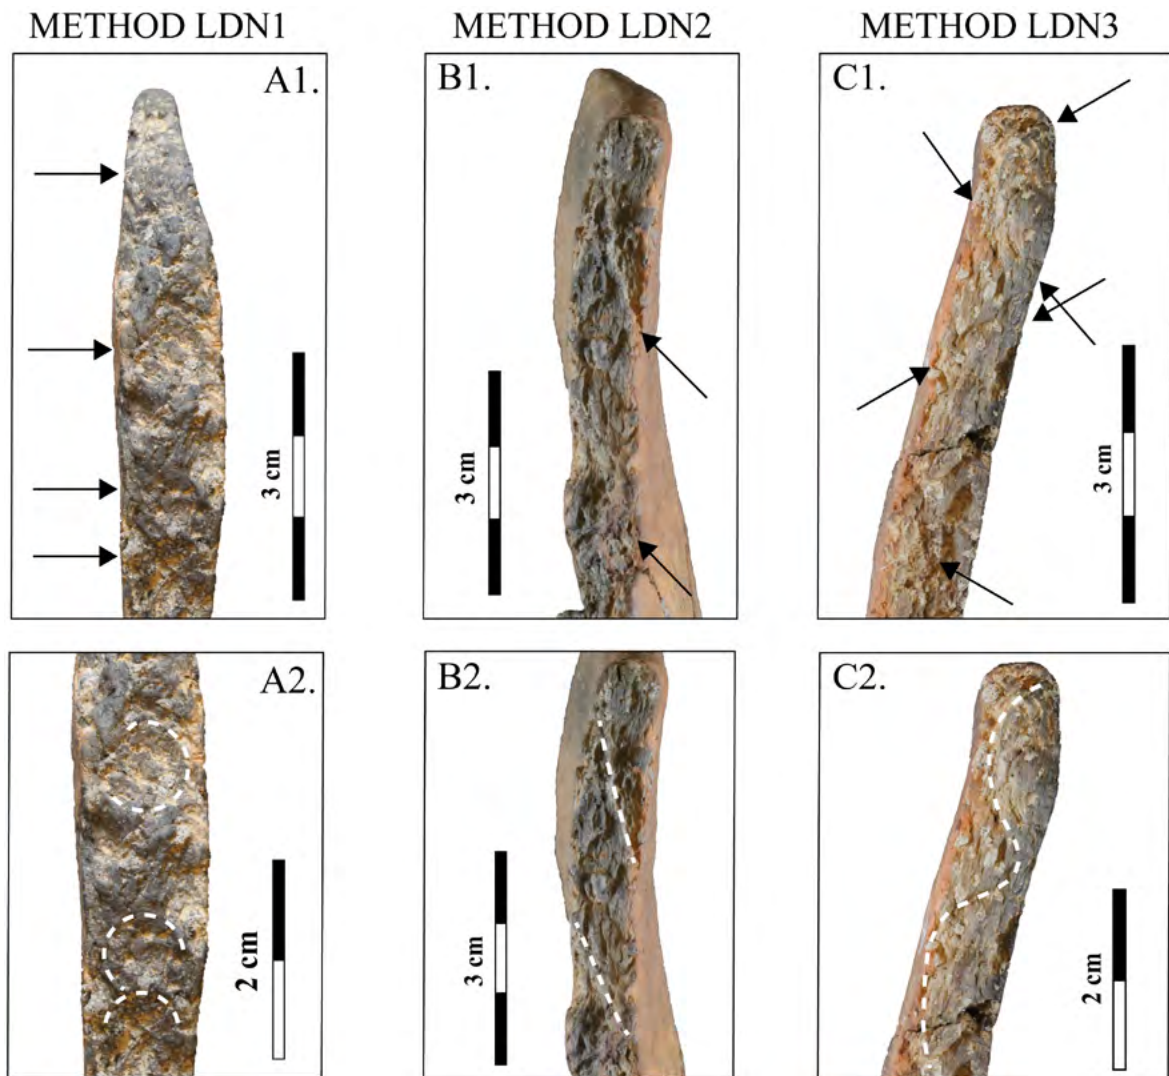 METHOD LDN1
METHOD LDN2
METHOD LDN3
A1.
B1.
C1.
3 cm
3 cm
3 cm
A2.
B2.
C2.
2 cm
3 cm
2 cm